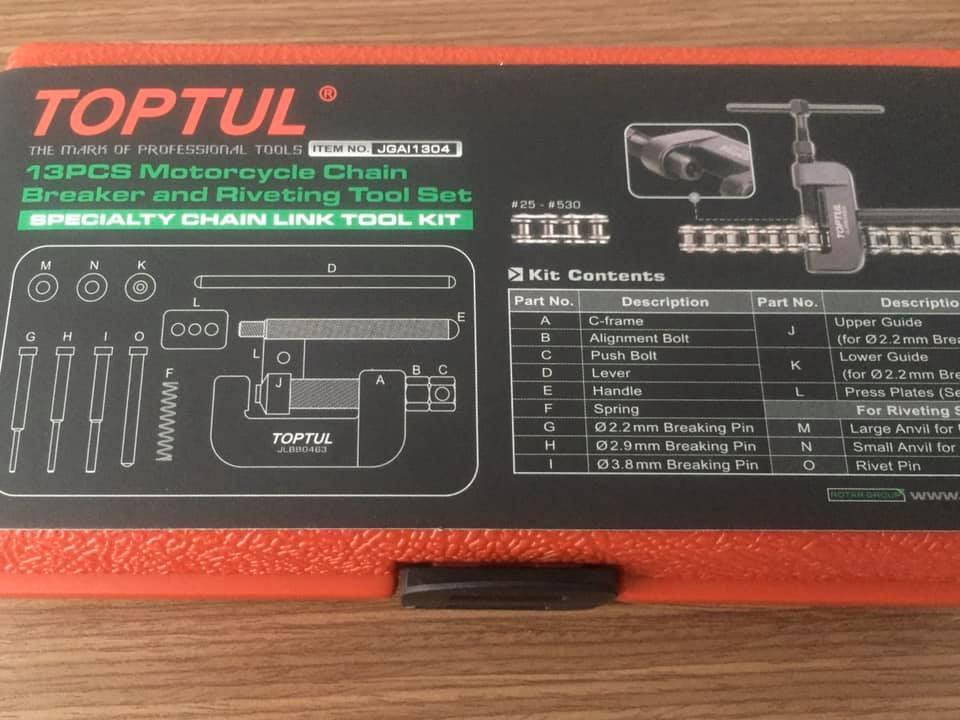 TOPTUL®
THE MARK OF PROFESSIONAL TOOLS ITEM NO. JGAI1304
13PCS Motorcycle Chain
Breaker and Riveting Tool Set
SPECIALTY CHAIN LINK TOOL KIT
M N K D
L
E
G H I O
L
F
J A B C
TOPTUL
JLBB0463
#25 - #530
TOPTUL
Kit Contents
Part No. Description Part No.
A C-frame J Upper Guide
B Alignment Bolt (for Ø2.2mm
C Push Bolt K Lower Guide
D Lever (for Ø2.2mm
E Handle L Press Plates
F Spring For Riveting
G Ø2.2mm Breaking Pin M Large Anvil for
H Ø2.9mm Breaking Pin N Small Anvil for
I Ø3.8mm Breaking Pin O Rivet Pin
ROTAR GROUP www.